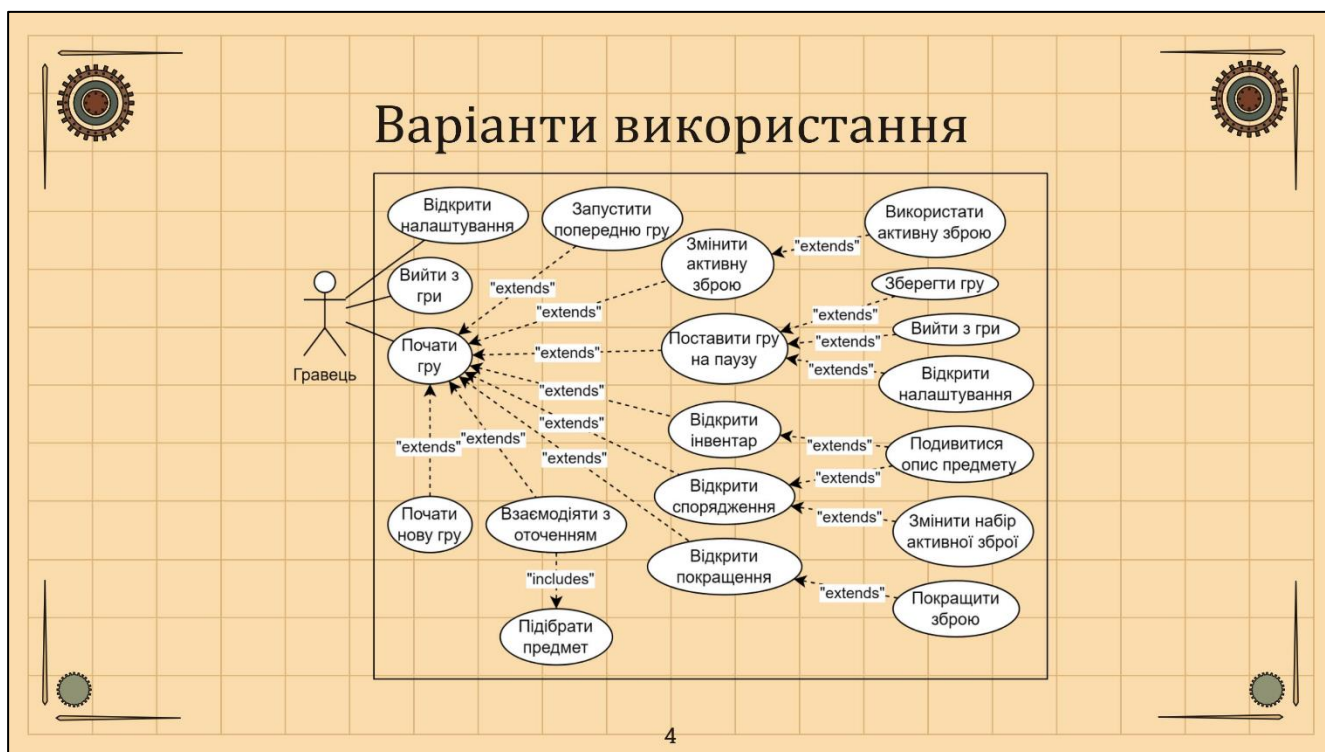 Варіанти використання
Відкрити
налаштування
Запустити
попередню гру
Використати
активну зброю
Змінити
активну
зброю
"extends"
Вийти з
гри
Зберегти гру
"extends"
"extends"
"extends"
Вийти з гри
Гравець
Почати
гру
"extends"
Поставити гру
на паузу
"extends"
"extends"
Відкрити
налаштування
"extends"
Відкрити
інвентар
"extends"
"extends"
"extends"
"extends"
"extends"
Подивитися
опис предмету
"extends"
Відкрити
спорядження
"extends"
Змінити набір
активної зброї
Почати
нову гру
Взаємодіяти з
оточенням
Відкрити
покращення
"includes"
"extends"
Покращити
зброю
Підібрати
предмет
4